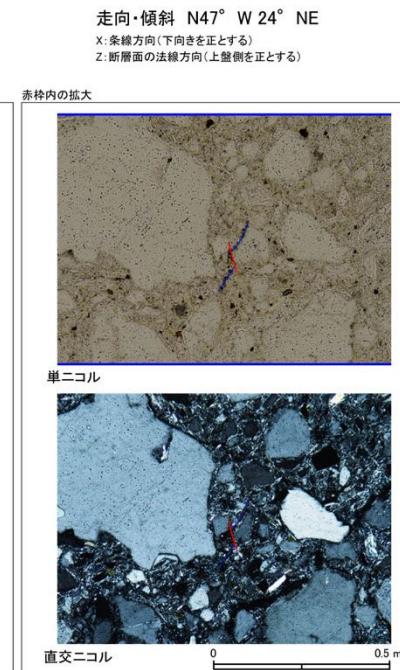 走向・傾斜 N47° W 24° NE
X:条線方向(下向きを正とする)
Z:断層面の法線方向(上盤側を正とする)
赤枠内の拡大
単ニコル
直交ニコル
0 0.5 m